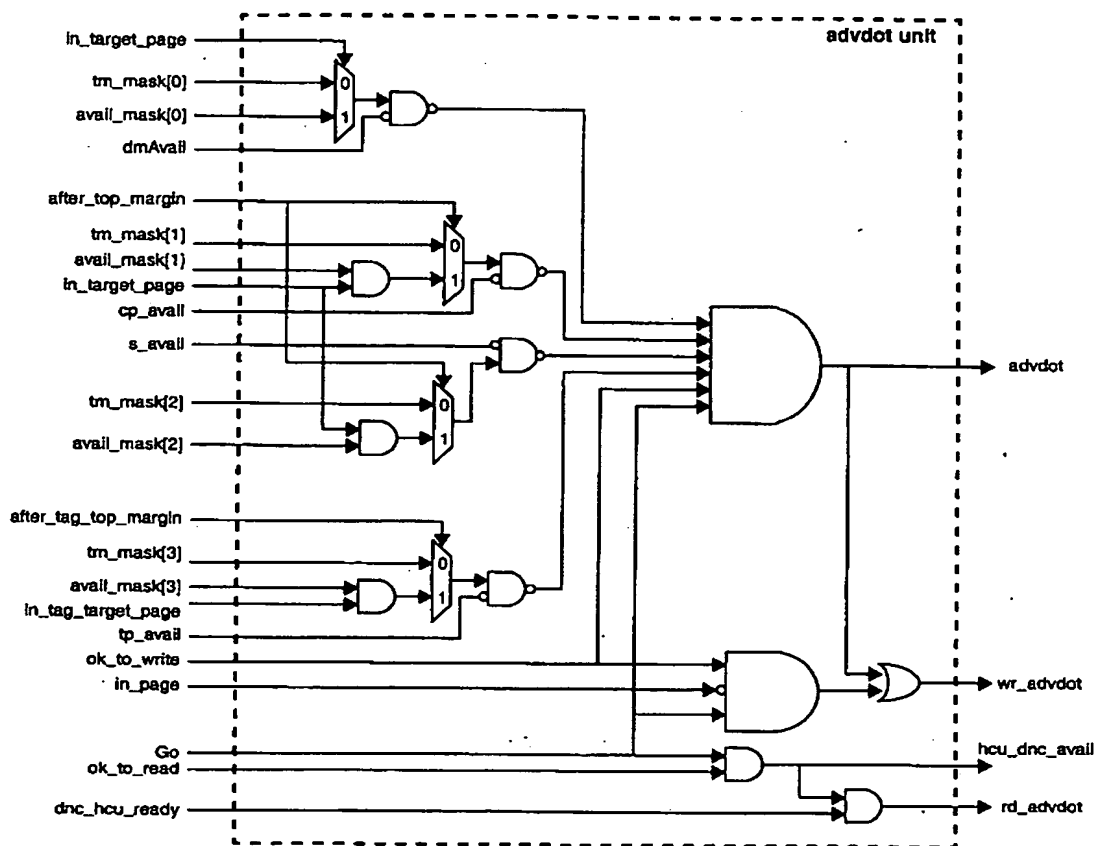 advdot unit
in_target_page
tm_mask[0]
avail_mask[0]
dmAvail
0
1
after_top_margin
tm_mask[1]
avail_mask[1]
in_target_page
cp_avail
0
1
s_avail
tm_mask[2]
avail_mask[2]
0
1
advdot
after_tag_top_margin
tm_mask[3]
avail_mask[3]
in_tag_target_page
tp_avail
0
1
ok_to_write
in_page
wr_advdot
Go
ok_to_read
hcu_dnc_avail
dnc_hcu_ready
rd_advdot